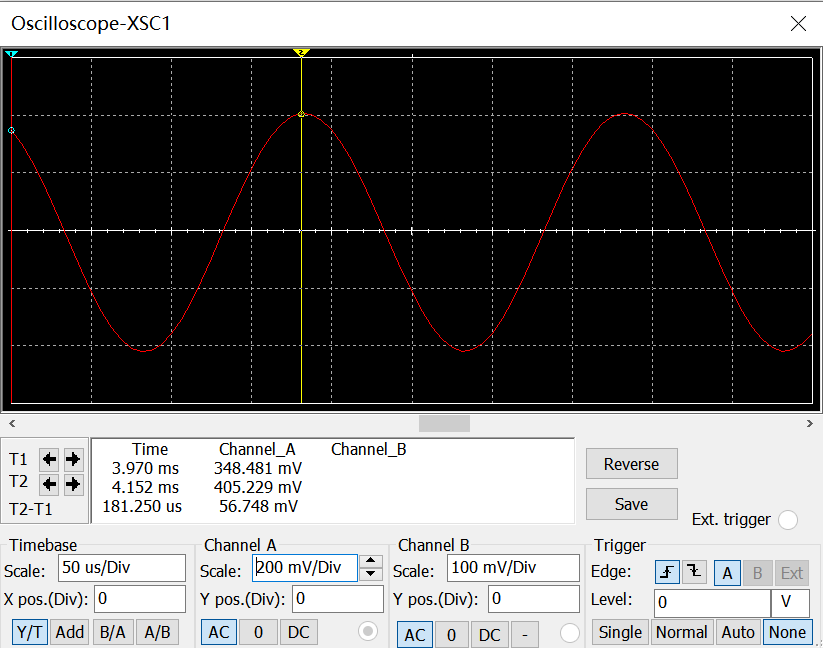 Oscilloscope-XSC1
1 2
Time Channel_A Channel_B
T1 3.970 ms 348.481 mV
T2 4.152 ms 405.229 mV
T2-T1 181.250 us 56.748 mV
Reverse
Save
Ext. trigger
Timebase Channel A Channel B Trigger
Scale: 50 us/Div Scale: 200 mV/Div Scale: 100 mV/Div Edge: A B Ext
X pos.(Div): 0 Y pos.(Div): 0 Y pos.(Div): 0 Level: 0 V
Y/T Add B/A A/B AC 0 DC AC 0 DC - Single Normal Auto None